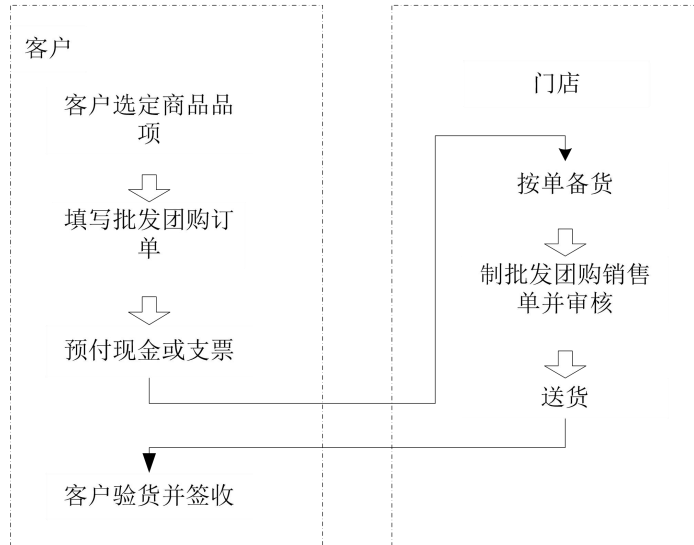 客户
客户选定商品品
项
填写批发团购订
单
预付现金或支票
客户验货并签收
门店
按单备货
制批发团购销售
单并审核
送货